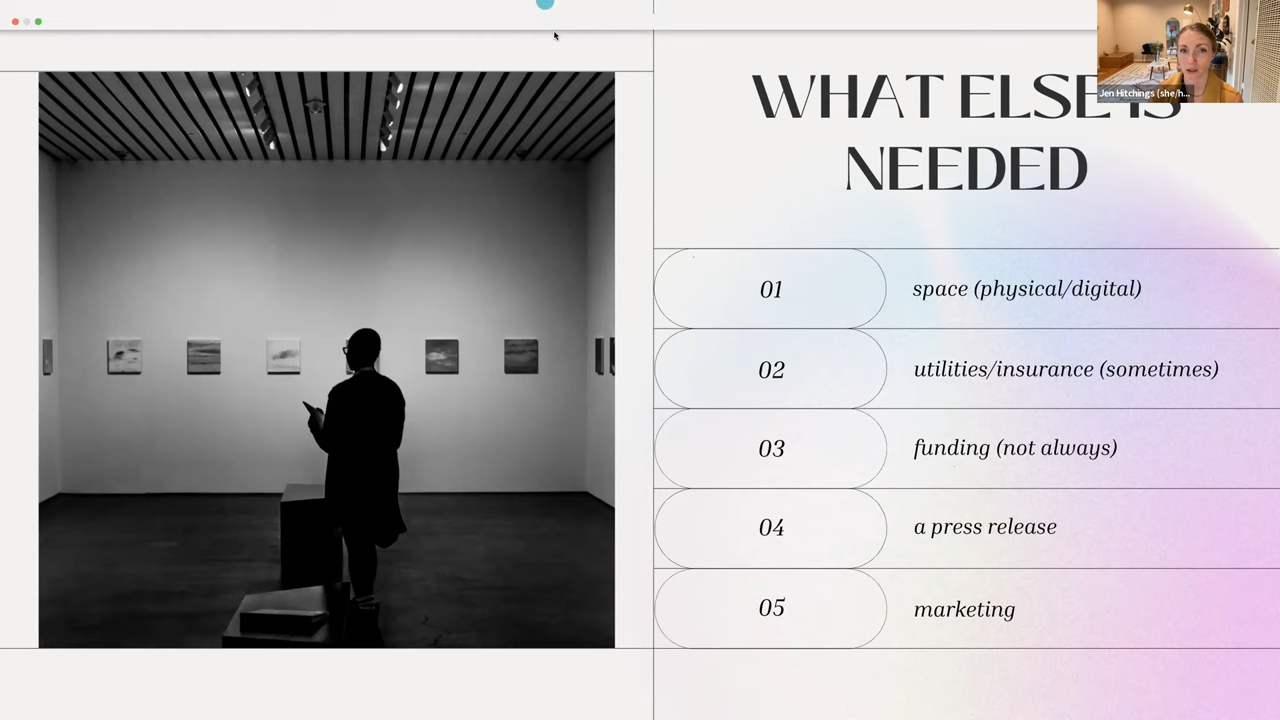 WHAT ELSE IS
NEEDED
Jen Hitchings (she/h...
01 space (physical/digital)
02 utilities/insurance (sometimes)
03 funding (not always)
04 a press release
05 marketing